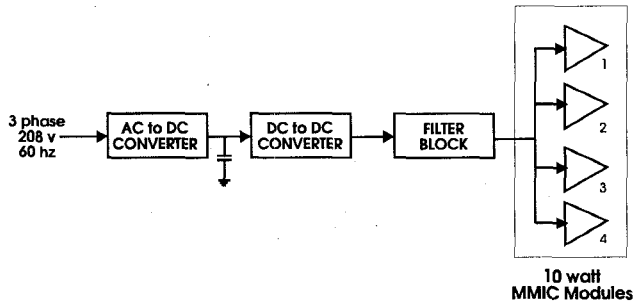 3 phase
208 v
60 hz
AC to DC
CONVERTER
DC to DC
CONVERTER
FILTER
BLOCK
1
2
3
4
10 watt
MMIC Modules